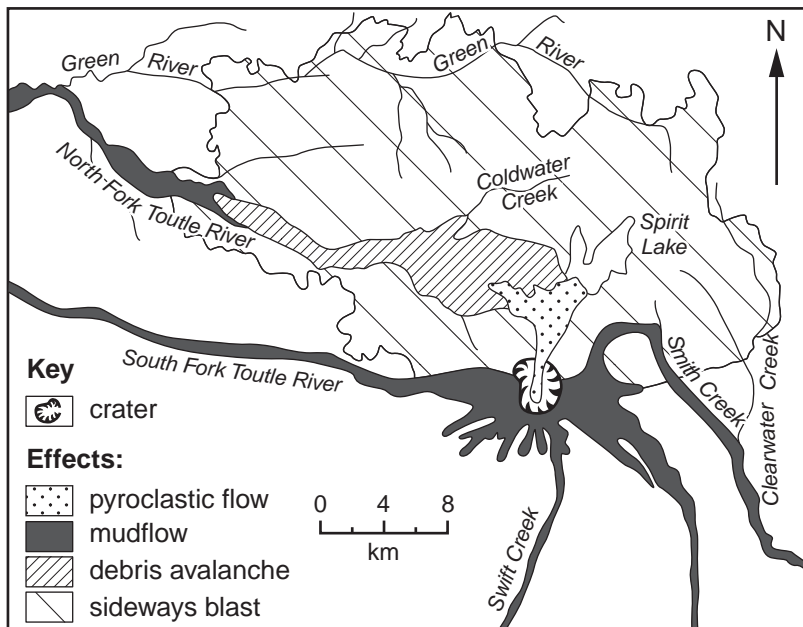 N
Green River
Green River
North Fork Toutle River
Coldwater
Creek
Spirit
Lake
South Fork Toutle River
Smith Creek
Clearwater Creek
Swift Creek
Key
crater
Effects:
pyroclastic flow
mudflow
debris avalanche
sideways blast
0 4 8
km